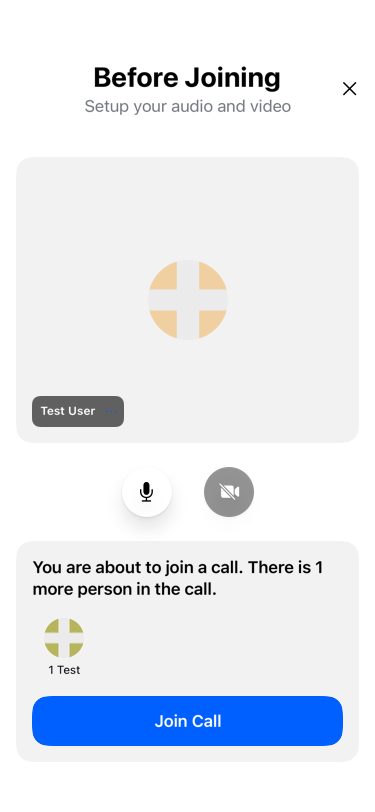 Before Joining
Setup your audio and video
Test User
You are about to join a call. There is 1
more person in the call.
1 Test
Join Call